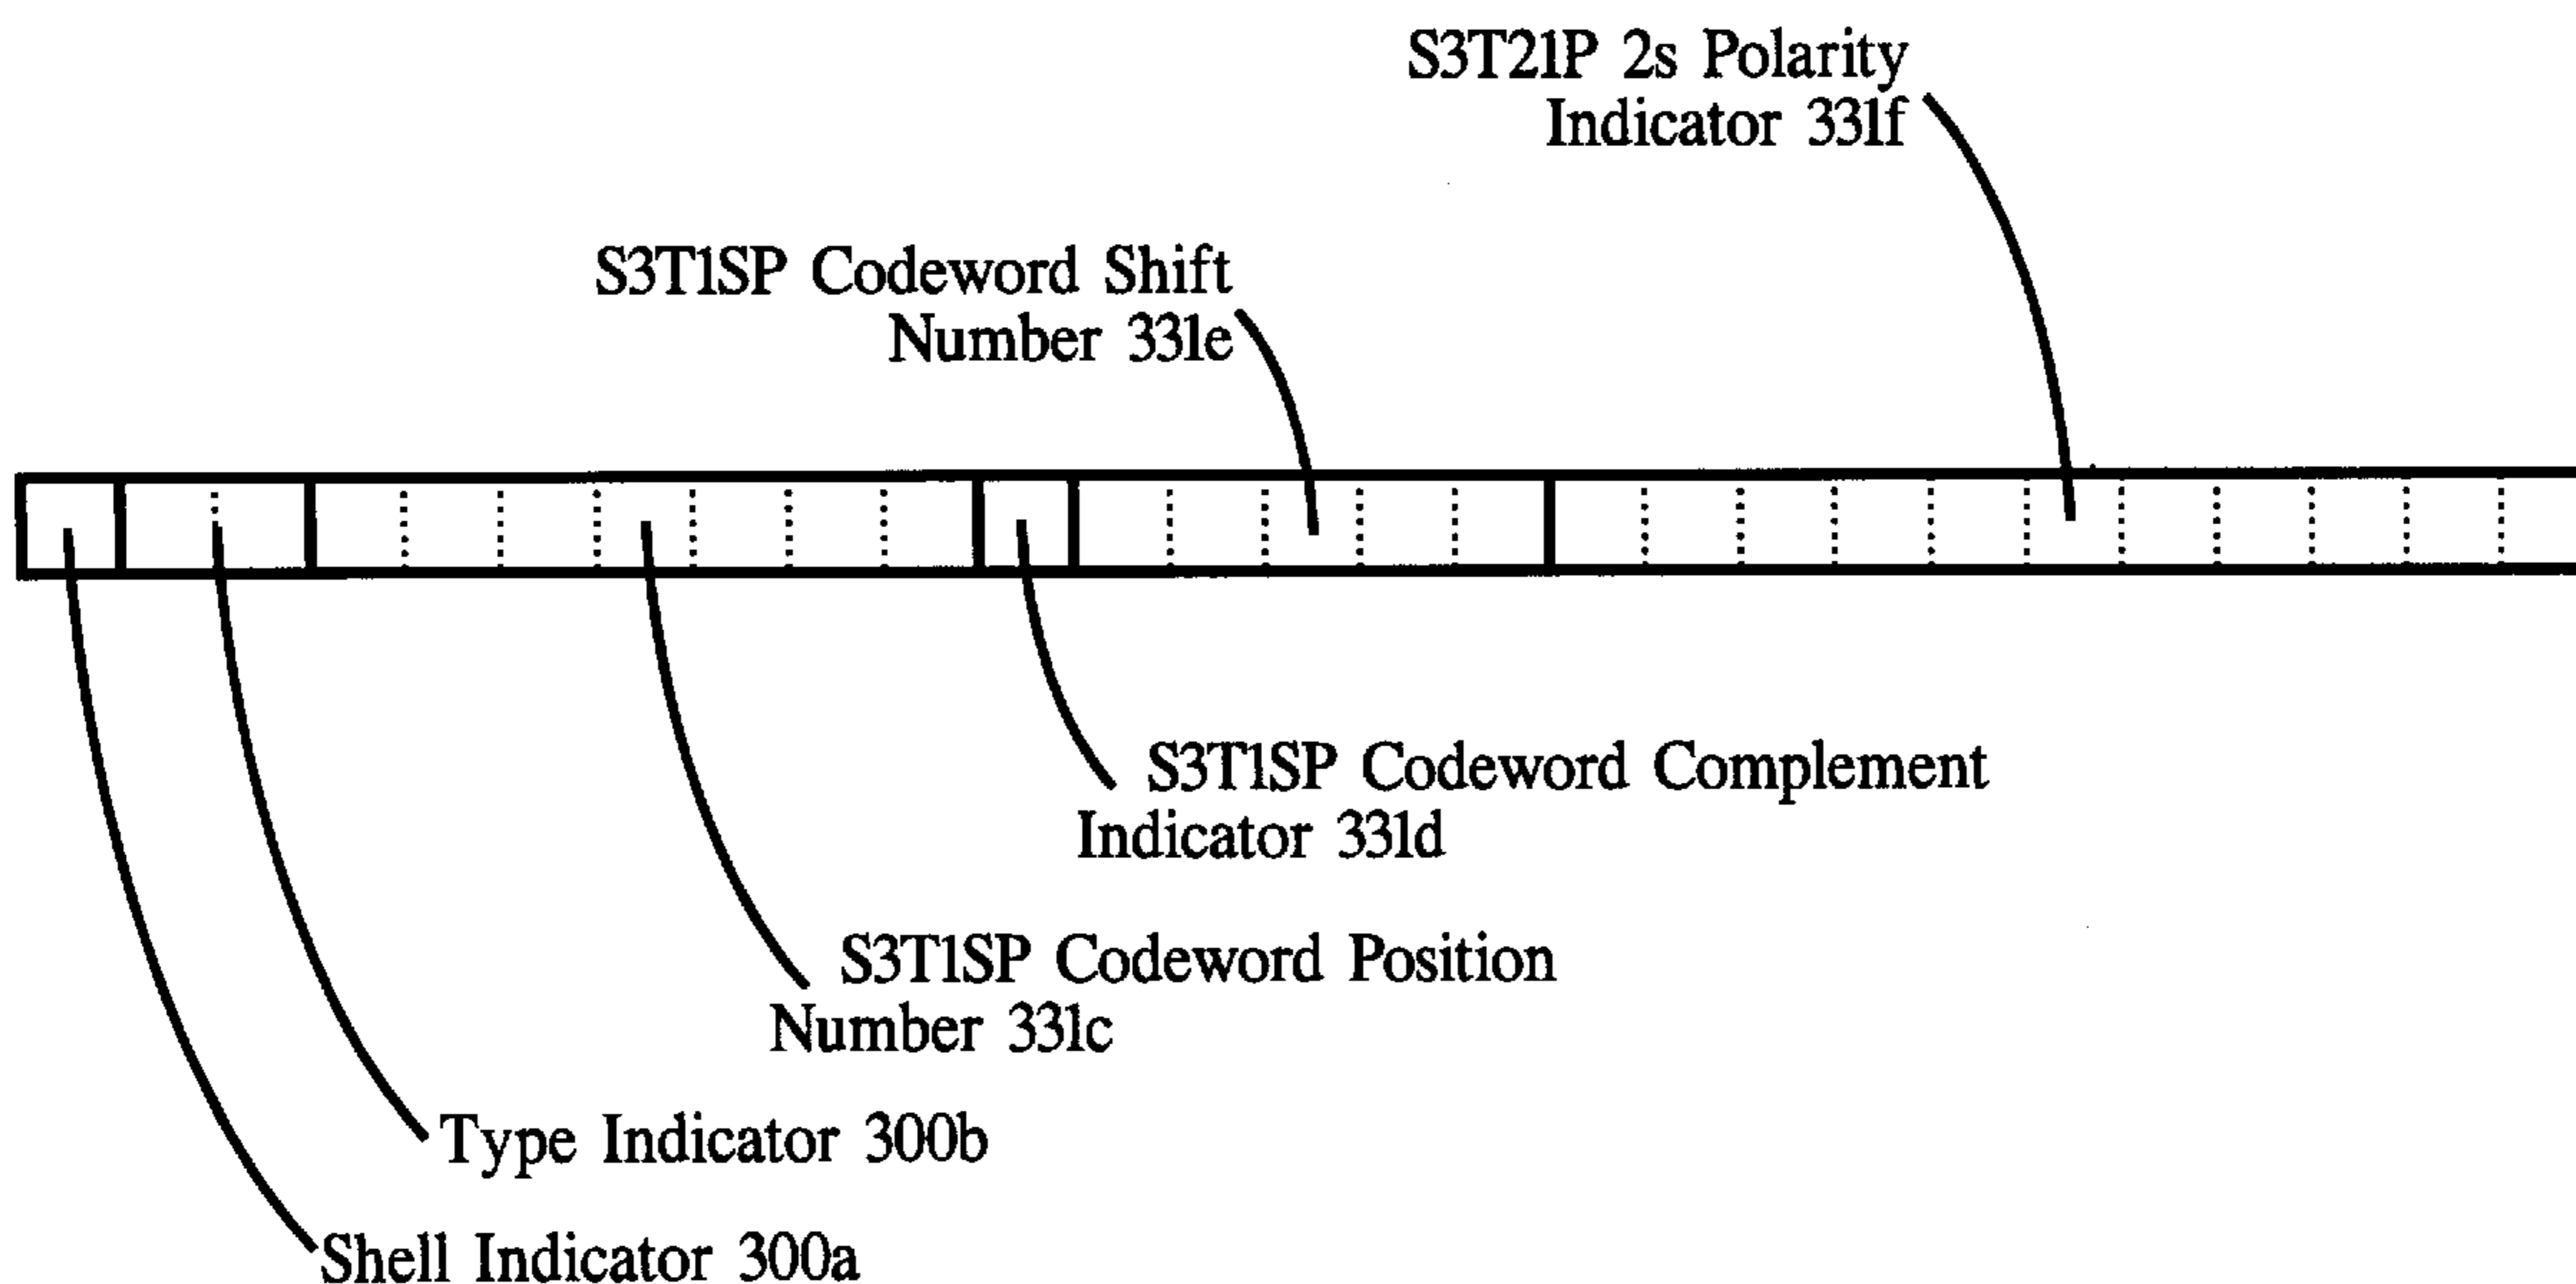 S3T21P 2s Polarity
Indicator 331f
S3T1SP Codeword Shift
Number 331e
S3T1SP Codeword Complement
Indicator 331d
S3T1SP Codeword Position
Number 331c
Type Indicator 300b
Shell Indicator 300a